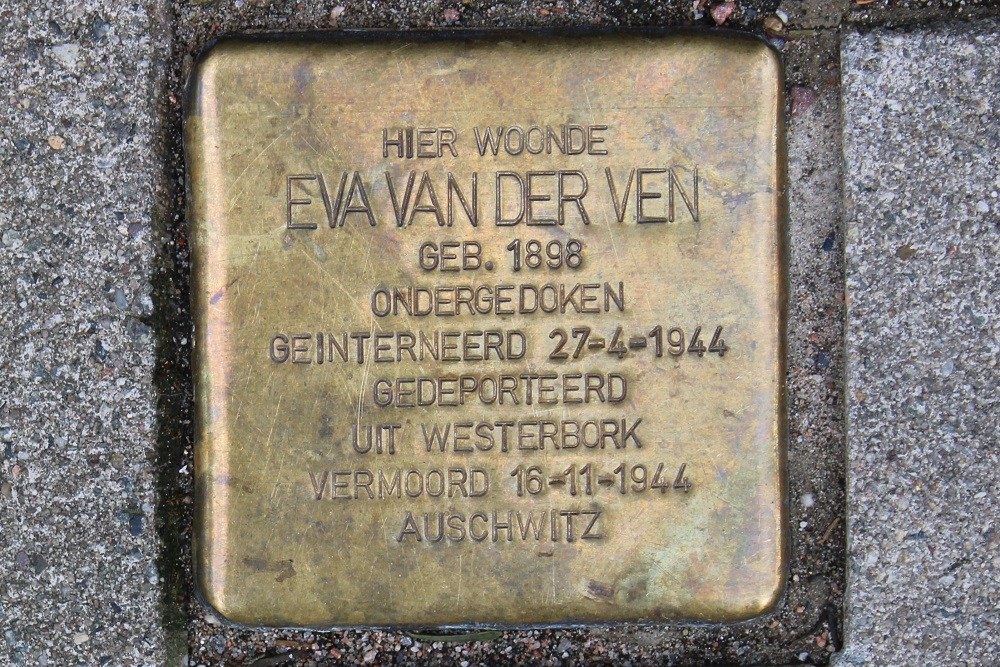 HIER WOONDE
EVA VAN DER VEN
GEB. 1898
ONDERGEDOKEN
GEINTERNEERD 27-4-1944
GEDEPORTEERD
UIT WESTERBORK
VERMOORD 16-11-1944
AUSCHWITZ